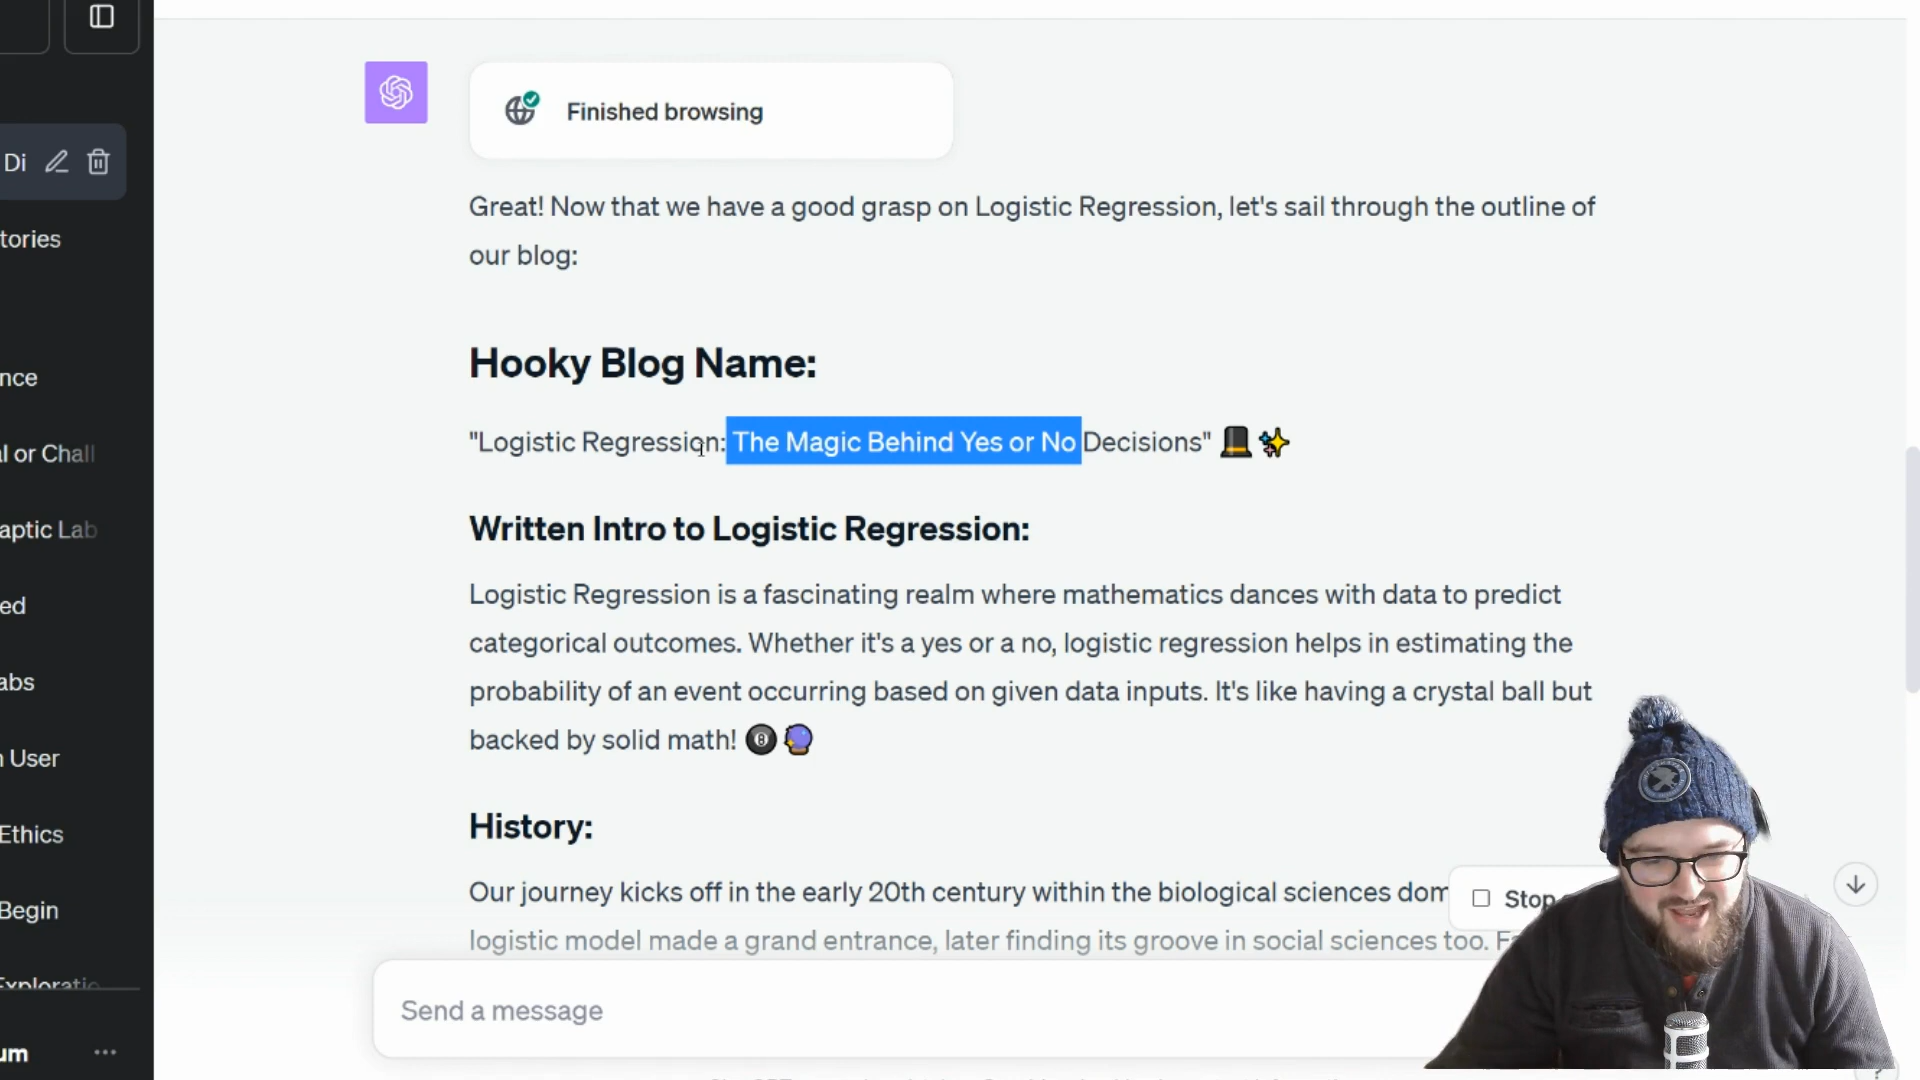 Di
tories
nce
al or Chall
aptic Lab
ed
abs
n User
Ethics
Begin
Exploratio
um
Finished browsing
Great! Now that we have a good grasp on Logistic Regression, let's sail through the outline of
our blog:
Hooky Blog Name:
"Logistic Regression: The Magic Behind Yes or No Decisions"
Written Intro to Logistic Regression:
Logistic Regression is a fascinating realm where mathematics dances with data to predict
categorical outcomes. Whether it's a yes or a no, logistic regression helps in estimating the
probability of an event occurring based on given data inputs. It's like having a crystal ball but
backed by solid math!
History:
Our journey kicks off in the early 20th century within the biological sciences dom
logistic model made a grand entrance, later finding its groove in social sciences too.
Stop
Send a message